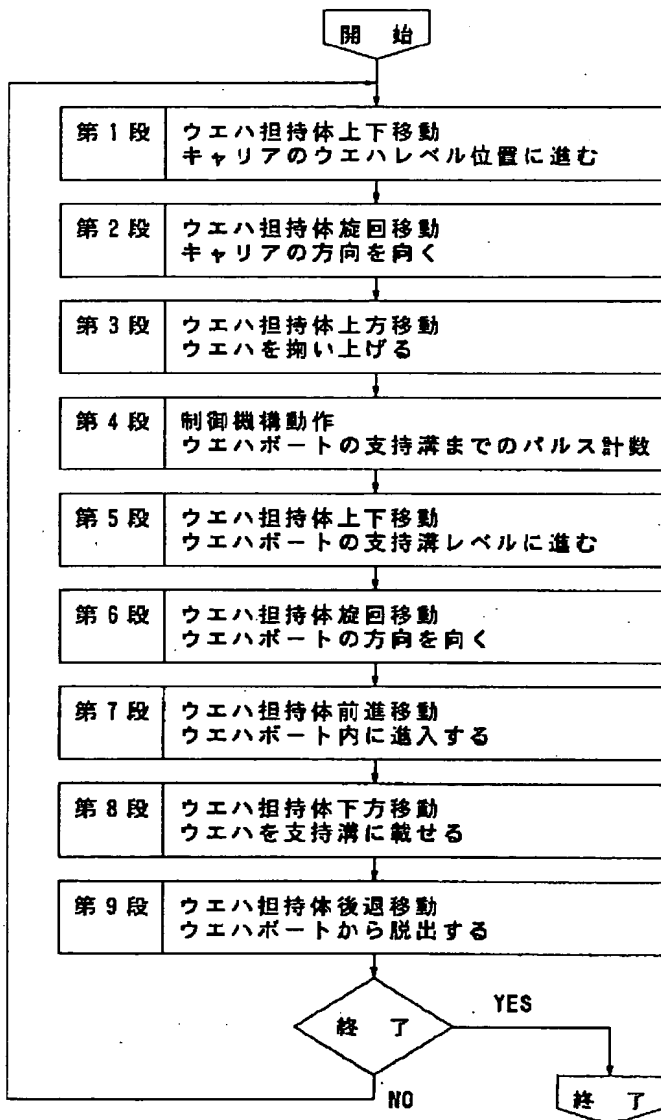 開 始
第1段 ウエハ担持体上下移動
キャリアのウエハレベル位置に進む
第2段 ウエハ担持体旋回移動
キャリアの方向を向く
第3段 ウエハ担持体上方移動
ウエハを掬い上げる
第4段 制御機構動作
ウエハボートの支持溝までのパルス計数
第5段 ウエハ担持体上下移動
ウエハボートの支持溝レベルに進む
第6段 ウエハ担持体旋回移動
ウエハボートの方向を向く
第7段 ウエハ担持体前進移動
ウエハボート内に進入する
第8段 ウエハ担持体下方移動
ウエハを支持溝に載せる
第9段 ウエハ担持体後退移動
ウエハボートから脱出する
終 了
YES
NO
終 了